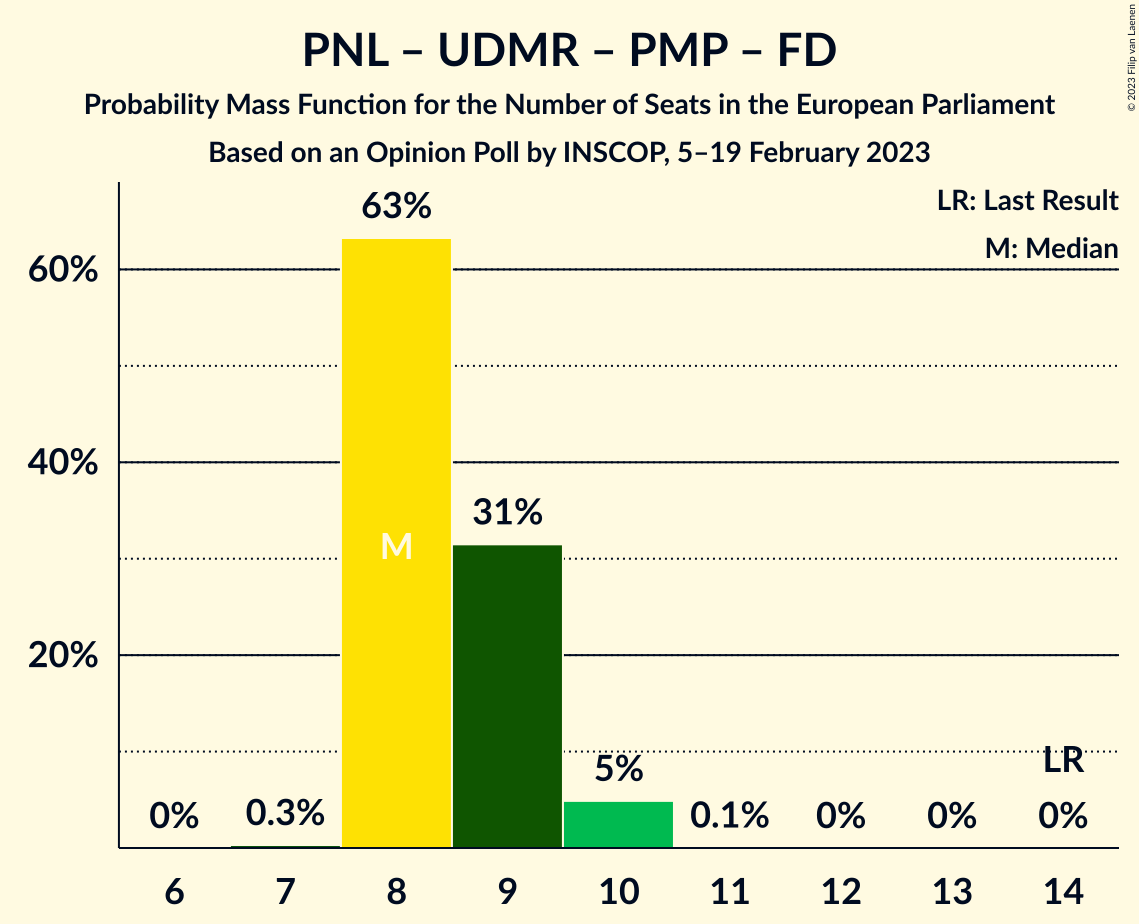 PNL – UDMR – PMP – FD
Probability Mass Function for the Number of Seats in the European Parliament
Based on an Opinion Poll by INSCOP, 5–19 February 2023
© 2023 Filip van Laenen
LR: Last Result
M: Median
63%
60%
40%
31%
M
20%
LR
5%
0%
0.3%
0.1%
0%
0%
0%
6 7 8 9 10 11 12 13 14